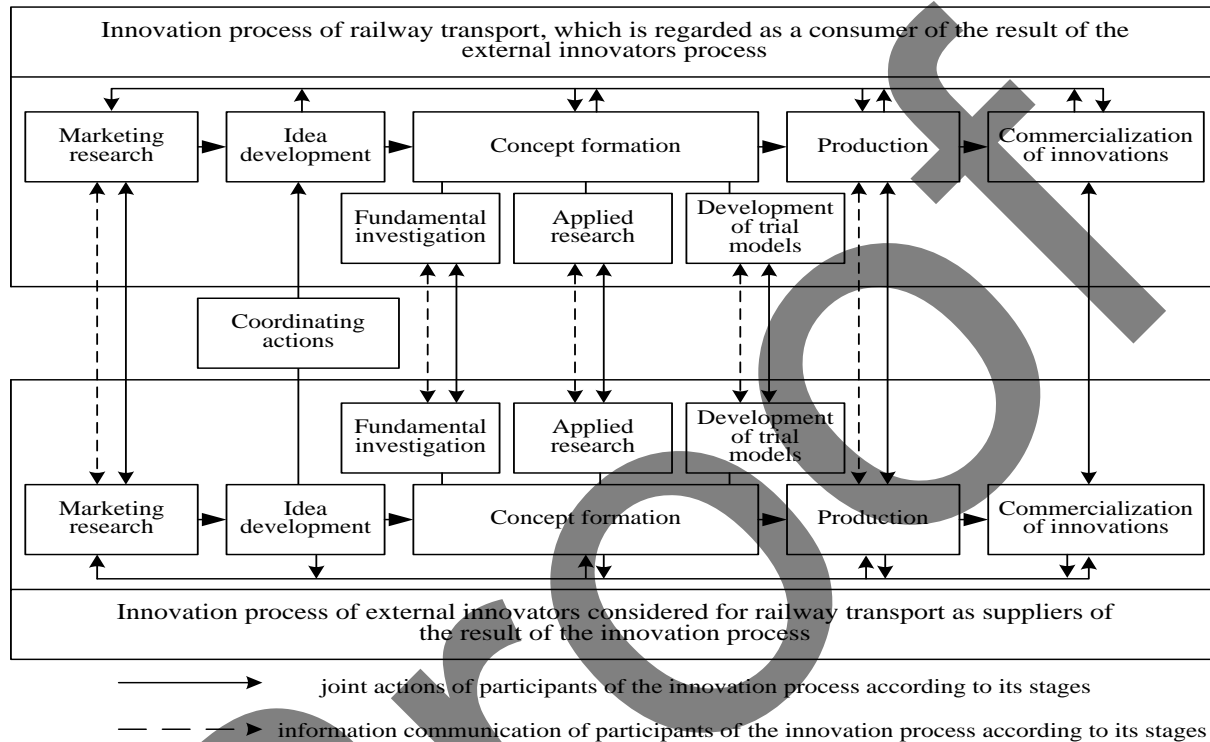 Innovation process of railway transport, which is regarded as a consumer of the result of the
external innovators process
Marketing
research
Idea
development
Concept formation
Production
Commercialization
of innovations
Fundamental
investigation
Applied
research
Development
of trial
models
Coordinating
actions
Fundamental
investigation
Applied
research
Development
of trial
models
Marketing
research
Idea
development
Concept formation
Production
Commercialization
of innovations
Innovation process of external innovators considered for railway transport as suppliers of
the result of the innovation process
joint actions of participants of the innovation process according to its stages
information communication of participants of the innovation process according to its stages
roof